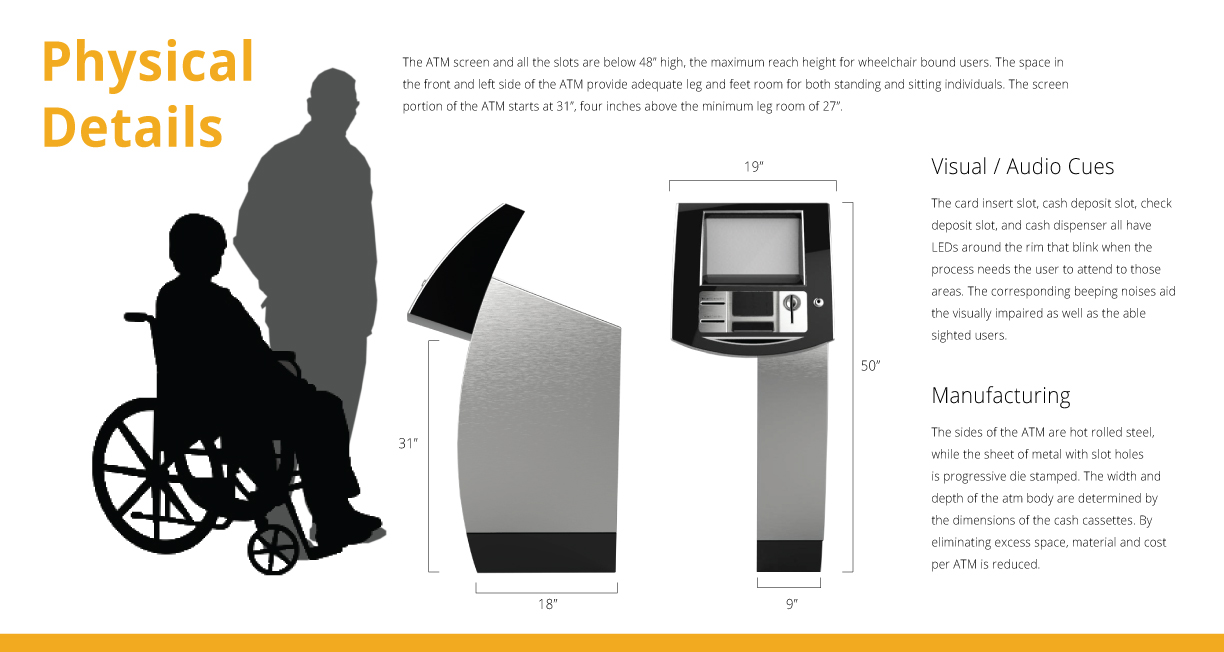 Physical
Details
The ATM screen and all the slots are below 48” high, the maximum reach height for wheelchair bound users. The space in
the front and left side of the ATM provide adequate leg and feet room for both standing and sitting individuals. The screen
portion of the ATM starts at 31”, four inches above the minimum leg room of 27”.
19”
50”
31”
18”
9”
Visual / Audio Cues
The card insert slot, cash deposit slot, check
deposit slot, and cash dispenser all have
LEDs around the rim that blink when the
process needs the user to attend to those
areas. The corresponding beeping noises aid
the visually impaired as well as the able
sighted users.
Manufacturing
The sides of the ATM are hot rolled steel,
while the sheet of metal with slot holes
is progressive die stamped. The width and
depth of the atm body are determined by
the dimensions of the cash cassettes. By
eliminating excess space, material and cost
per ATM is reduced.